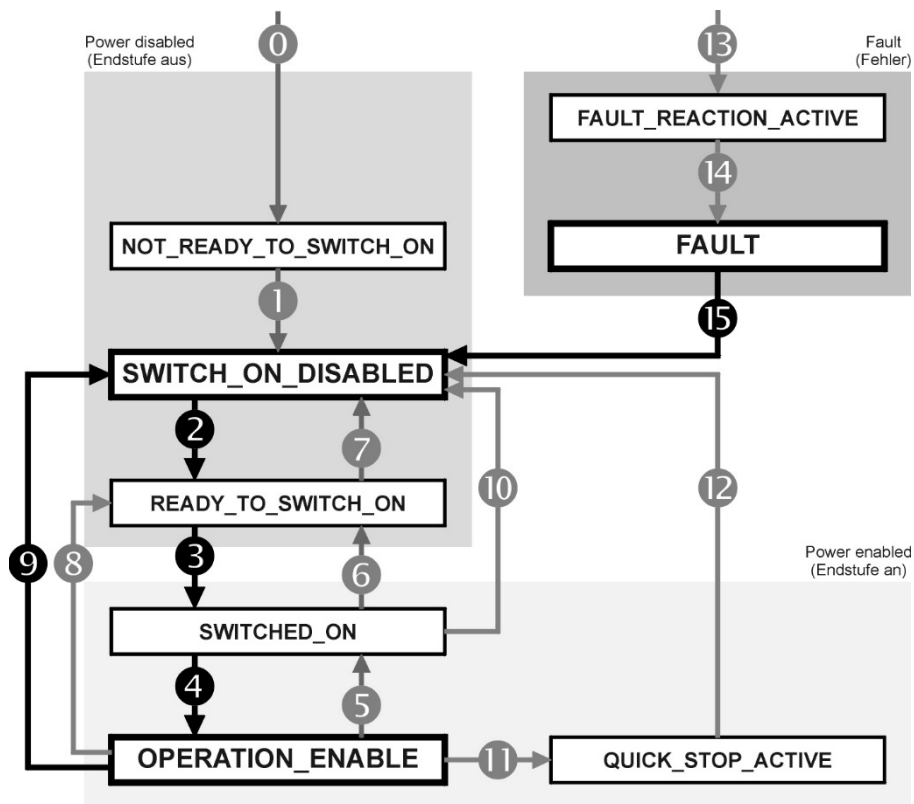 Power disabled
(Endstufe aus)
0
13
Fault
(Fehler)
FAULT_REACTION_ACTIVE
14
NOT_READY_TO_SWITCH_ON
FAULT
1
15
SWITCH_ON_DISABLED
2
7
READY_TO_SWITCH_ON
10
12
9
8
3
6
Power enabled
(Endstufe an)
SWITCHED_ON
4
5
OPERATION_ENABLE
11
QUICK_STOP_ACTIVE